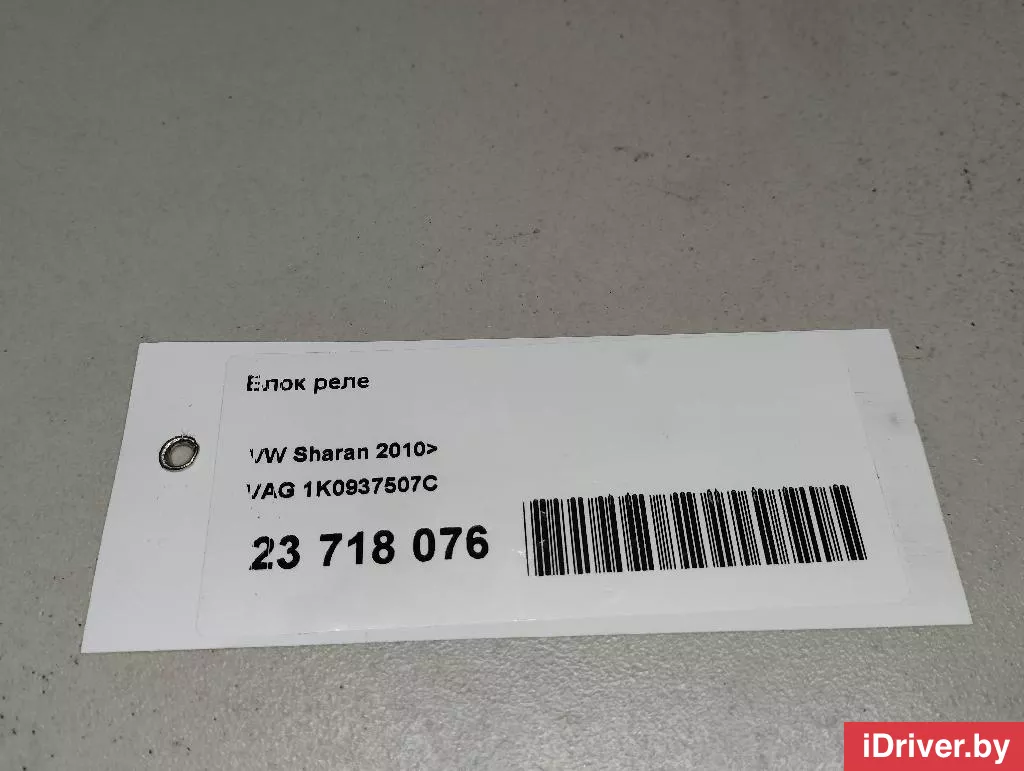 Блок реле
VW Sharan 2010>
VAG 1K0937507C
23 718 076
iDriver.by